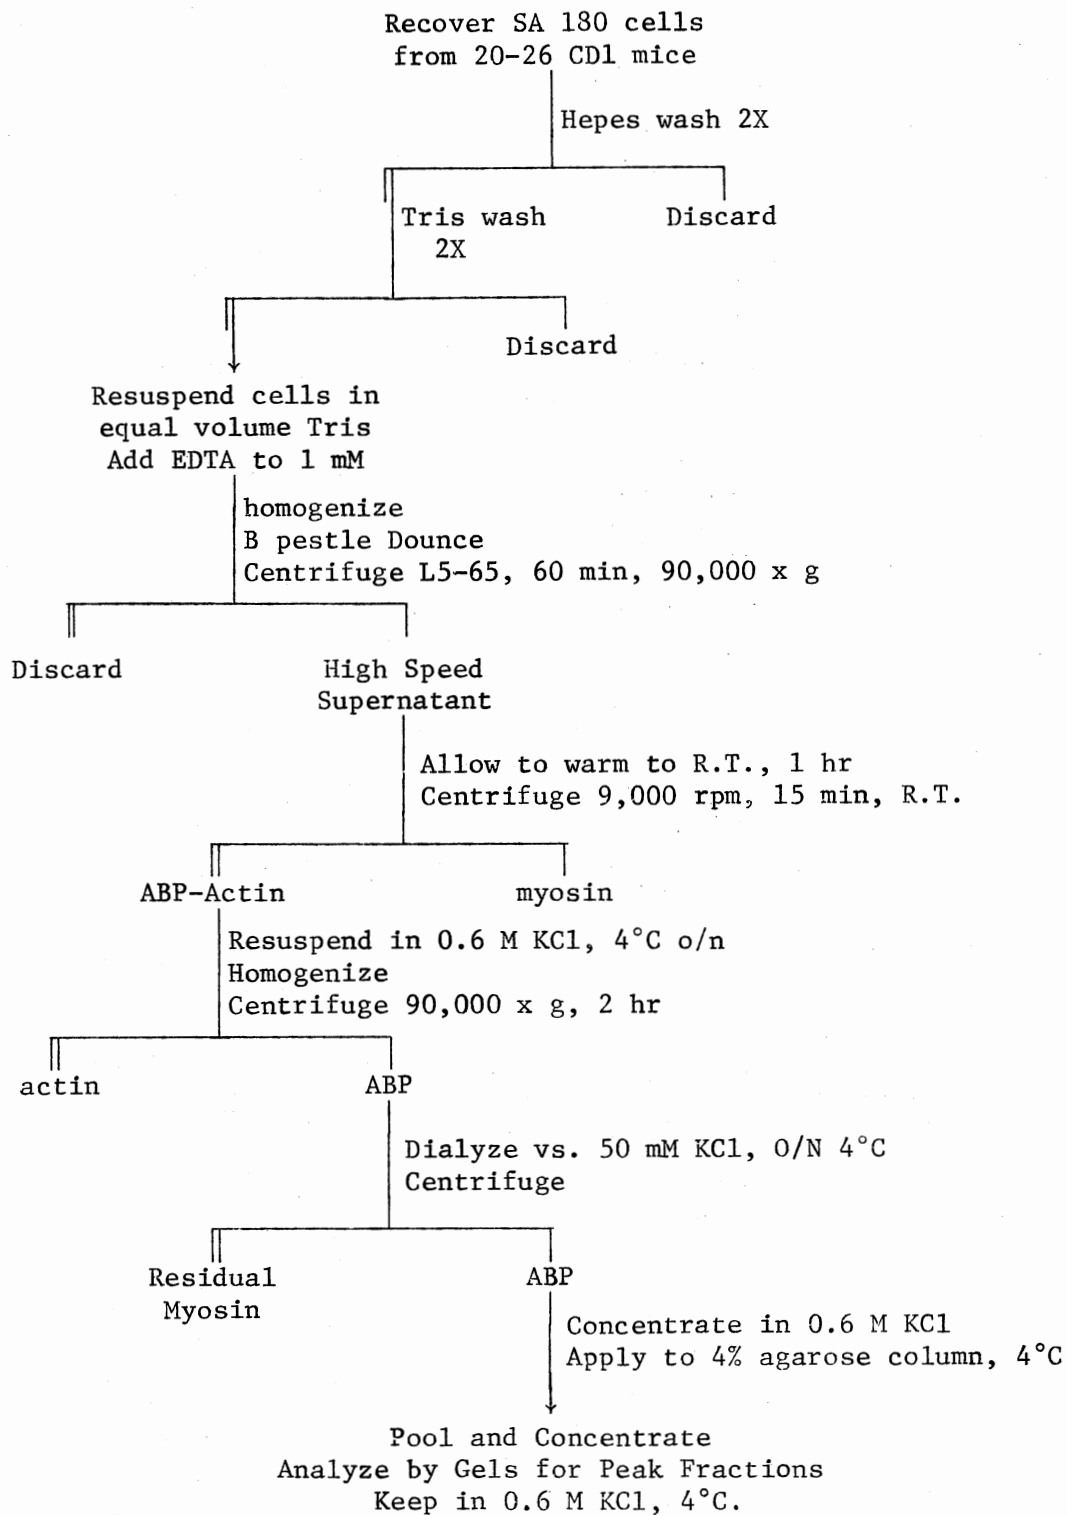 Recover SA 180 cells
from 20-26 CD1 mice
Hepes wash 2X
Tris wash
2X
Discard
Discard
Resuspend cells in
equal volume Tris
Add EDTA to 1 mM
homogenize
B pestle Dounce
Centrifuge L5-65, 60 min, 90,000 x g
Discard
High Speed
Supernatant
Allow to warm to R.T., 1 hr
Centrifuge 9,000 rpm, 15 min, R.T.
ABP-Actin
myosin
Resuspend in 0.6 M KCl, 4°C o/n
Homogenize
Centrifuge 90,000 x g, 2 hr
actin
ABP
Dialyze vs. 50 mM KCl, O/N 4°C
Centrifuge
Residual
Myosin
ABP
Concentrate in 0.6 M KCl
Apply to 4% agarose column, 4°C
Pool and Concentrate
Analyze by Gels for Peak Fractions
Keep in 0.6 M KCl, 4°C.